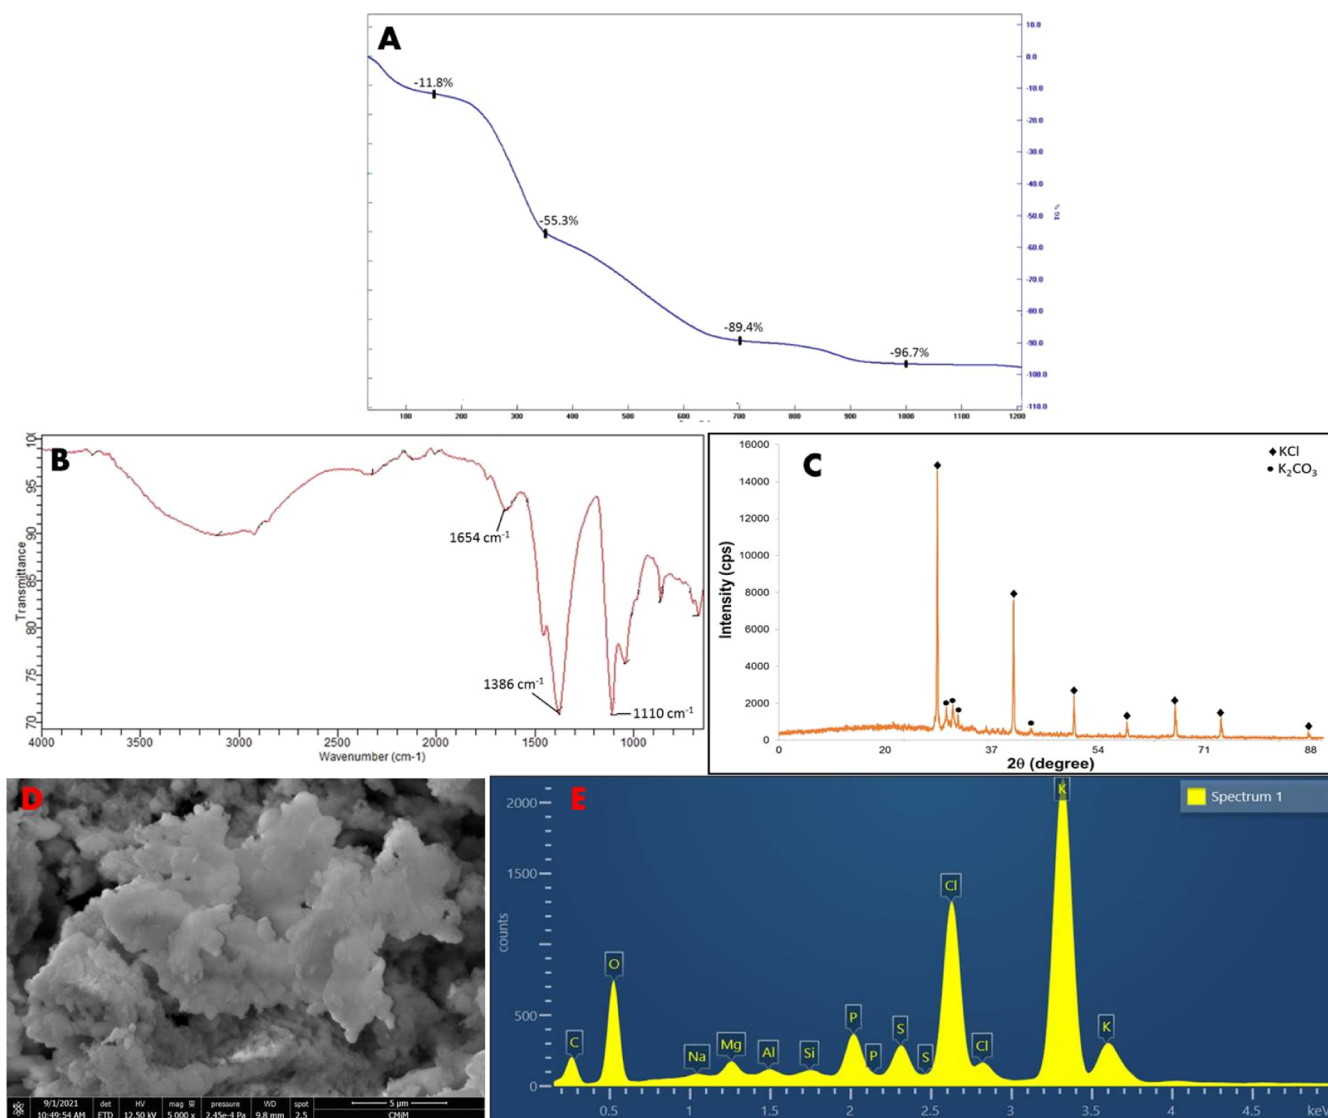 A
-11.8%
-55.3%
-89.4%
-96.7%
10.0
0.0
-10.0
-20.0
-30.0
-40.0
-50.0
-60.0
-70.0
-80.0
-90.0
-100.0
-110.0
TG %
100 200 300 400 500 600 700 800 900 1000 1100 1200
B
Transmittance
70 75 80 85 90 95 10
1654 cm-1
1386 cm-1
1110 cm-1
4000 3500 3000 2500 2000 1500 1000
Wavenumber (cm-1)
C
◆ KCl
● K2CO3
Intensity (cps)
16000
14000
12000
10000
8000
6000
4000
2000
0
0 20 37 54 71 88
2θ (degree)
D
9/1/2021 det HV mag WD spot
10:49:54 AM ETD 12.50 kV 5 000 x 2.45e-4 Pa 9.8 mm 2.5 CMiM
pressure
5 µm
E
Spectrum 1
counts
2000
1500
500
0
C O Na Mg Al Si P P S S Cl Cl K K
0.5 1 1.5 2 2.5 3 3.5 4 4.5 keV